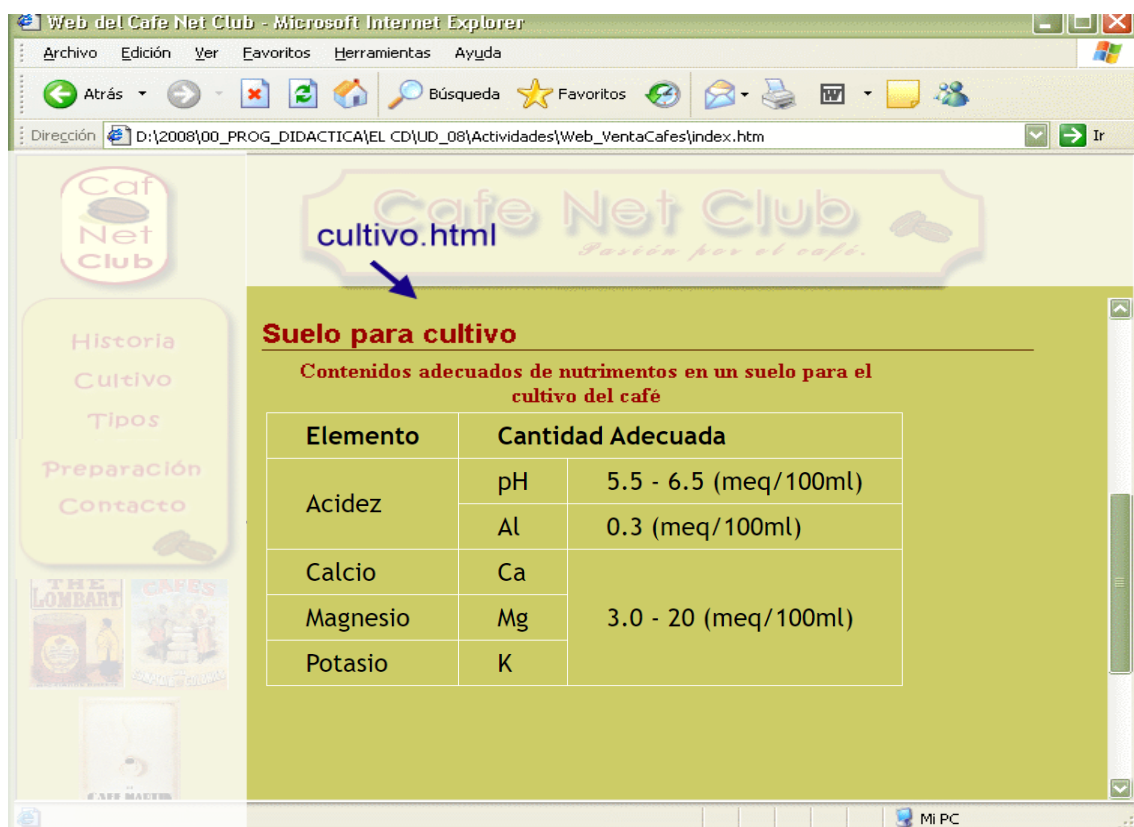 Web del Cafe Net Club - Microsoft Internet Explorer
Archivo Edición Ver Favoritos Herramientas Ayuda
Atrás Búsqueda Favoritos
Dirección D:\2008\00_PROG_DIDACTICA\EL CD\UD_08\Actividades\Web_VentaCafes\index.htm Ir
Caf
Net
Club
Cafe Net Club
Pasión por el café.
cultivo.html
Historia
Cultivo
Tipos
Preparación
Contacto
THE
LOMBART
CAFES
Suelo para cultivo
Contenidos adecuados de nutrimentos en un suelo para el
cultivo del café
Elemento Cantidad Adecuada
Acidez pH 5.5 - 6.5 (meq/100ml)
Al 0.3 (meq/100ml)
Calcio Ca
Magnesio Mg 3.0 - 20 (meq/100ml)
Potasio K
CAFE MARTIN
Mi PC